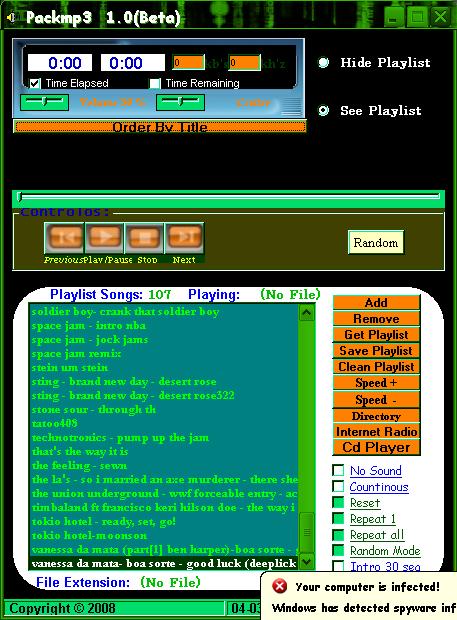 Packmp3 1.0(Beta)
0:00 0:00 0 kb's 0 kh'z
Time Elapsed Time Remaining
Volume 50 % Center
Order By Title
Hide Playlist
See Playlist
Controlos:
Previous Play/Pause Stop Next
Random
Playlist Songs: 107 Playing: (No File)
soldier boy- crank that soldier boy
space jam - intro nba
space jam - jock jams
space jam remix
stein um stein
sting - brand new day - desert rose
sting - brand new day - desert rose322
stone sour - through th
tatoo408
technotronics - pump up the jam
that's the way it is
the feeling - sewn
the la's - so i married an axe murderer - there she
the union underground - wwf forceable entry - ac
timbaland ft francisco keri hilson doe - the way i
tokio hotel - ready, set, go!
tokio hotel-moonson
vanessa da mata (part[1] ben harper)-boa sorte -
vanessa da mata- boa sorte - good luck (deeplick
Add
Remove
Get Playlist
Save Playlist
Clean Playlist
Speed +
Speed -
Directory
Internet Radio
Cd Player
No Sound
Countinous
Reset
Repeat 1
Repeat all
Random Mode
Intro 30 seg
File Extension: (No File)
Copyright © 2008 04-03
Your computer is infected!
Windows has detected spyware inf